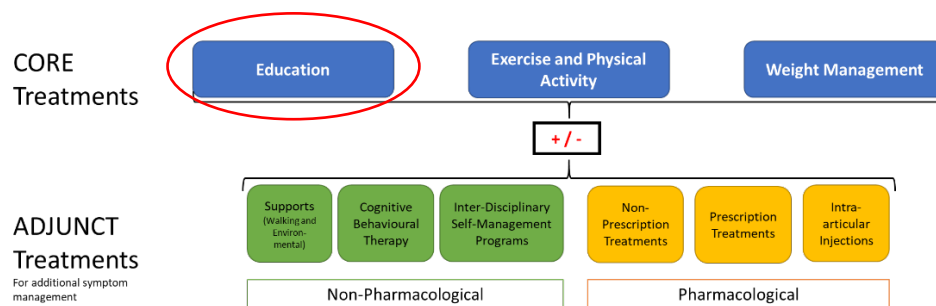 CORE
Treatments
Education
Exercise and Physical
Activity
Weight Management
+ / -
ADJUNCT
Treatments
For additional symptom
management
Supports
(Walking and
Environ-
mental)
Cognitive
Behavioural
Therapy
Inter-Disciplinary
Self-Management
Programs
Non-
Prescription
Treatments
Prescription
Treatments
Intra-
articular
Injections
Non-Pharmacological
Pharmacological